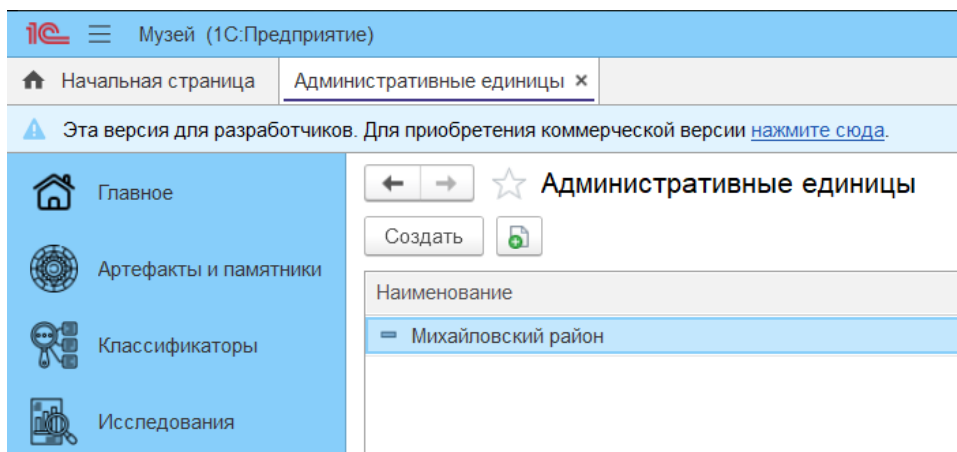 1С Музей (1С:Предприятие)
Начальная страница Административные единицы ×
Эта версия для разработчиков. Для приобретения коммерческой версии нажмите сюда.
Главное
Артефакты и памятники
Классификаторы
Исследования
Административные единицы
Создать
Наименование
Михайловский район